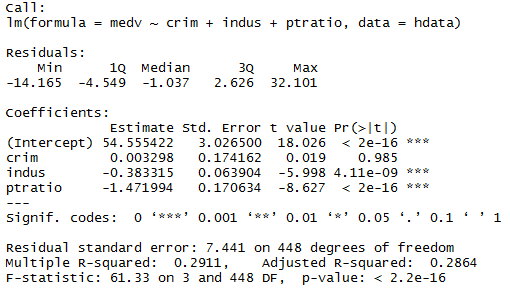 Call:
lm(formula = medv ~ crim + indus + ptratio, data = hdata)
Residuals:
Min 1Q Median 3Q Max
-14.165 -4.549 -1.037 2.626 32.101
Coefficients:
Estimate Std. Error t value Pr(>|t|)
(Intercept) 54.555422 3.026500 18.026 < 2e-16 ***
crim 0.003298 0.174162 0.019 0.985
indus -0.383315 0.063904 -5.998 4.11e-09 ***
ptratio -1.471994 0.170634 -8.627 < 2e-16 ***
---
Signif. codes: 0 ‘***’ 0.001 ‘**’ 0.01 ‘*’ 0.05 ‘.’ 0.1 ‘ ’ 1
Residual standard error: 7.441 on 448 degrees of freedom
Multiple R-squared: 0.2911, Adjusted R-squared: 0.2864
F-statistic: 61.33 on 3 and 448 DF, p-value: < 2.2e-16